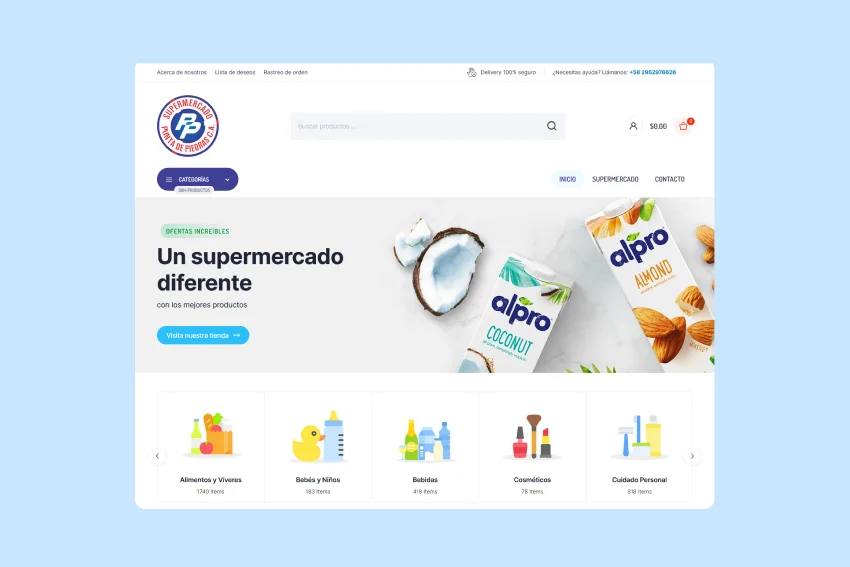 Acerca de nosotros Lista de deseos Rastreo de orden Delivery 100% seguro ¿Necesitas ayuda? Llámanos: +58 2952976626
SUPERMERCADO
PP
PUNTA DE PIEDRAS C.A.
Buscar productos ...
$0.00
0
CATEGORÍAS
PRODUCTOS
INICIO SUPERMERCADO CONTACTO
OFERTAS INCREÍBLES
Un supermercado
diferente
con los mejores productos
Visita nuestra tienda →
alpro
COCONUT
alpro
ALMOND
Alimentos y Víveres
1740 Items
Bebés y Niños
163 Items
Bebidas
418 Items
Cosméticos
78 Items
Cuidado Personal
818 Items